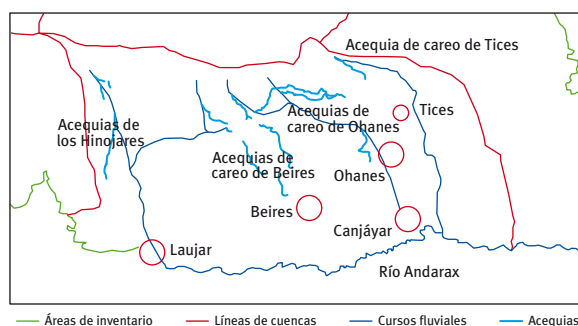 Acequia de careo de Tices
Tices
Acequias de
careo de Ohanes
Acequias de
los Hinojares
Acequias de
careo de Beires
Ohanes
Beires
Canjáyar
Laujar
Río Andarax
Áreas de inventario
Líneas de cuencas
Cursos fluviales
Acequias